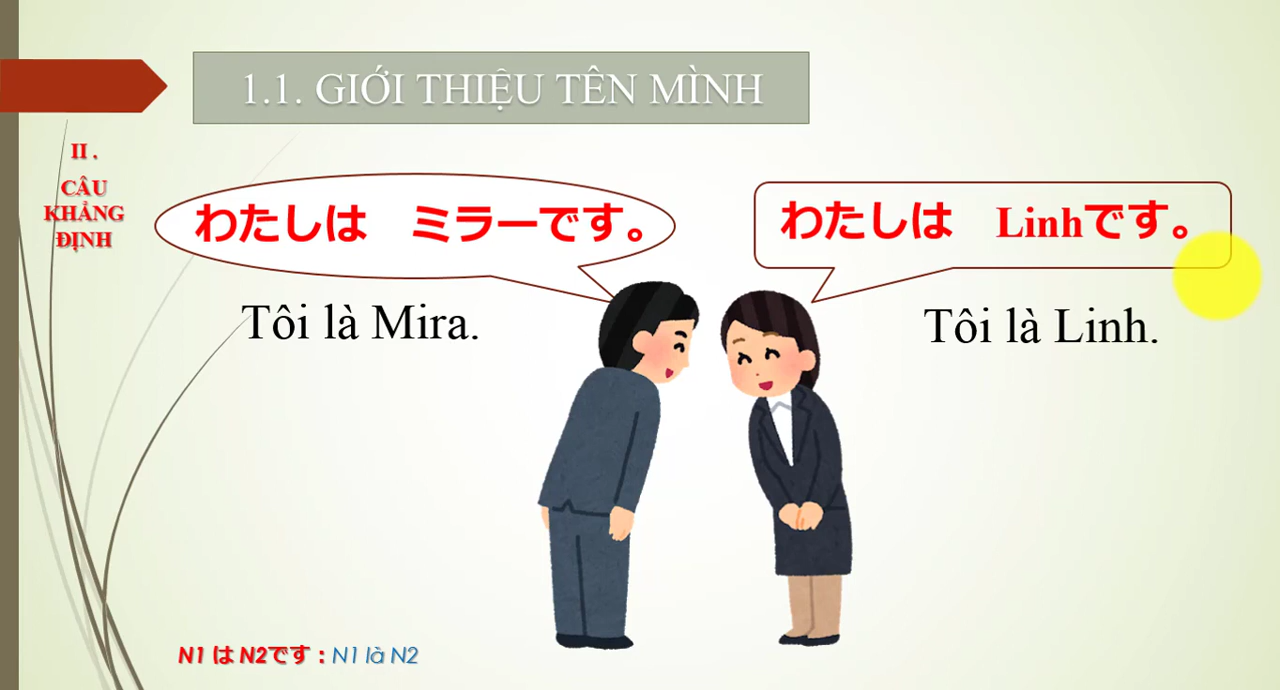 1.1. GIỚI THIỆU TÊN MÌNH
II .
CÂU
KHẢNG
ĐỊNH
わたしは　ミラーです。
わたしは　Linhです。
Tôi là Mira.
Tôi là Linh.
N1 は N2です : N1 là N2